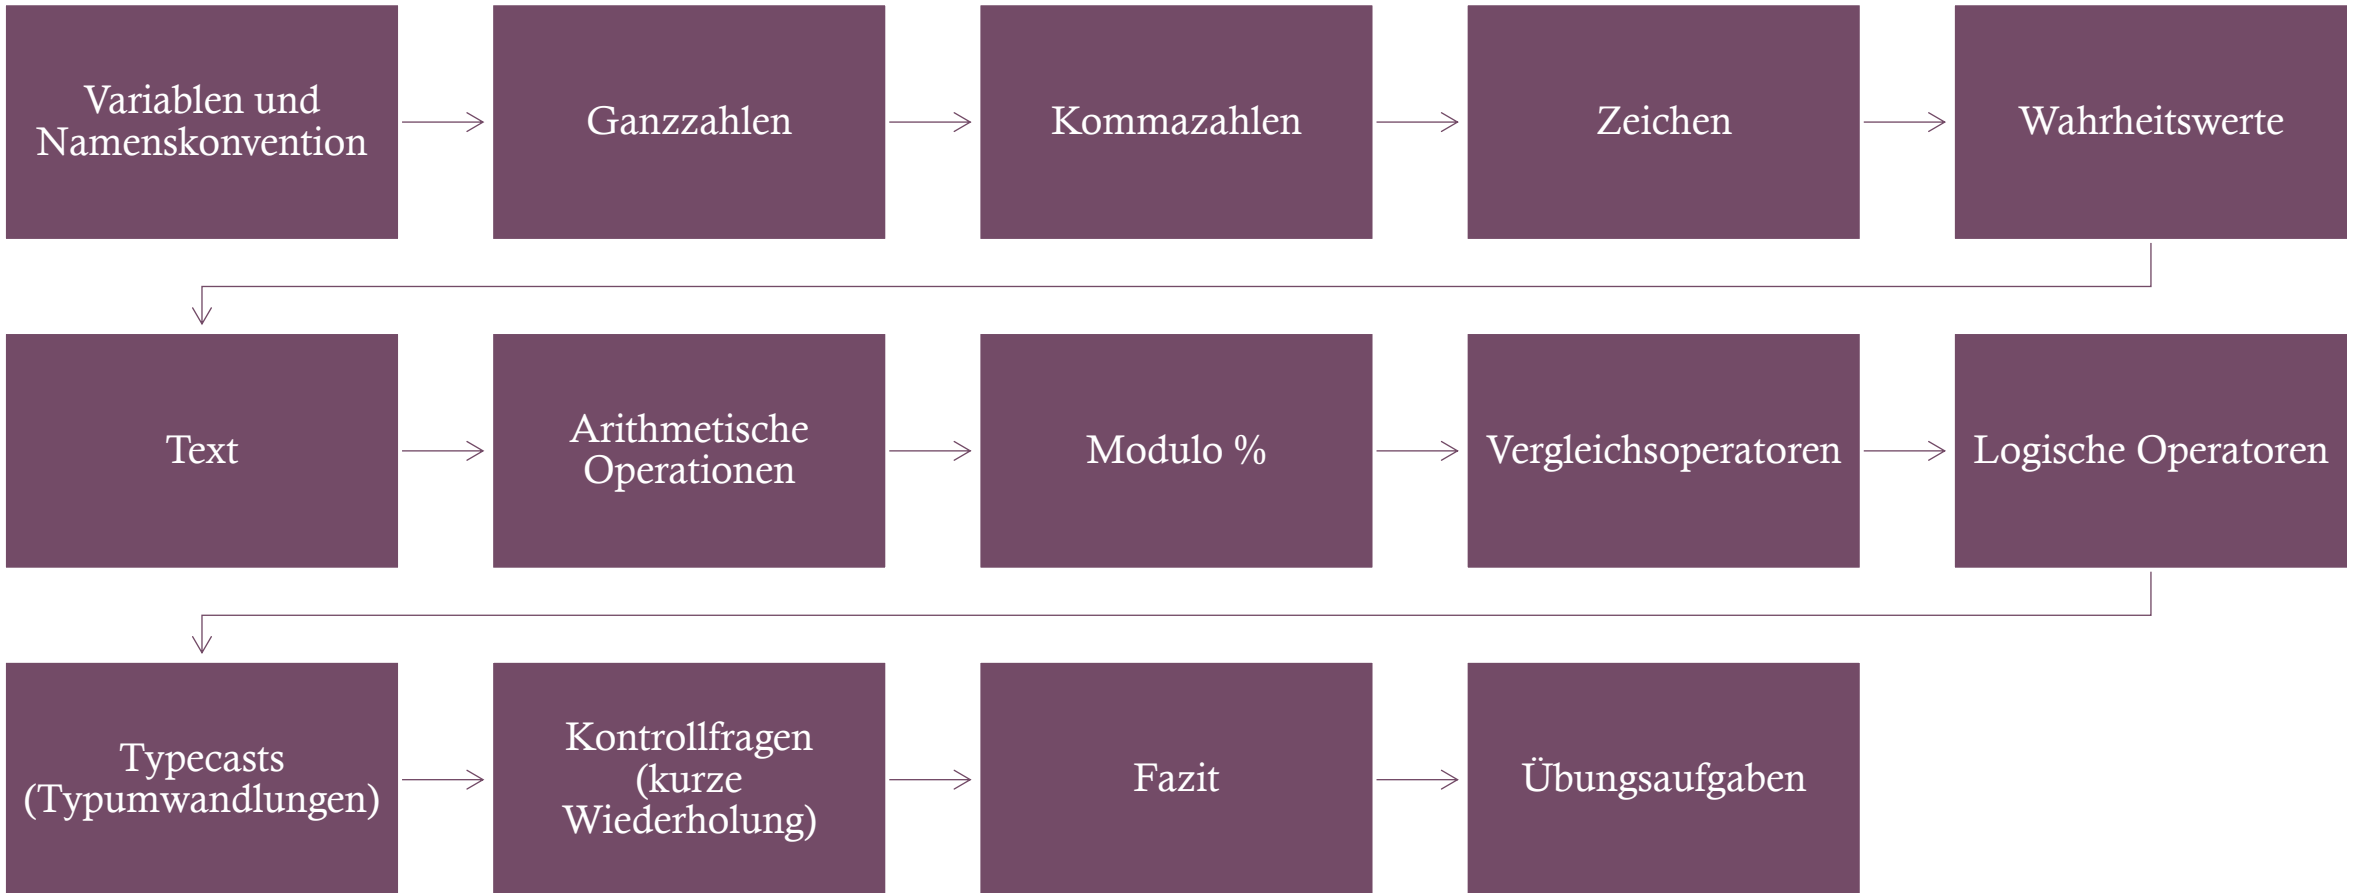 Variablen und
Namenskonvention
Ganzzahlen
Kommazahlen
Zeichen
Wahrheitswerte
Text
Arithmetische
Operationen
Modulo %
Vergleichsoperatoren
Logische Operatoren
Typecasts
(Typumwandlungen)
Kontrollfragen
(kurze
Wiederholung)
Fazit
Übungsaufgaben